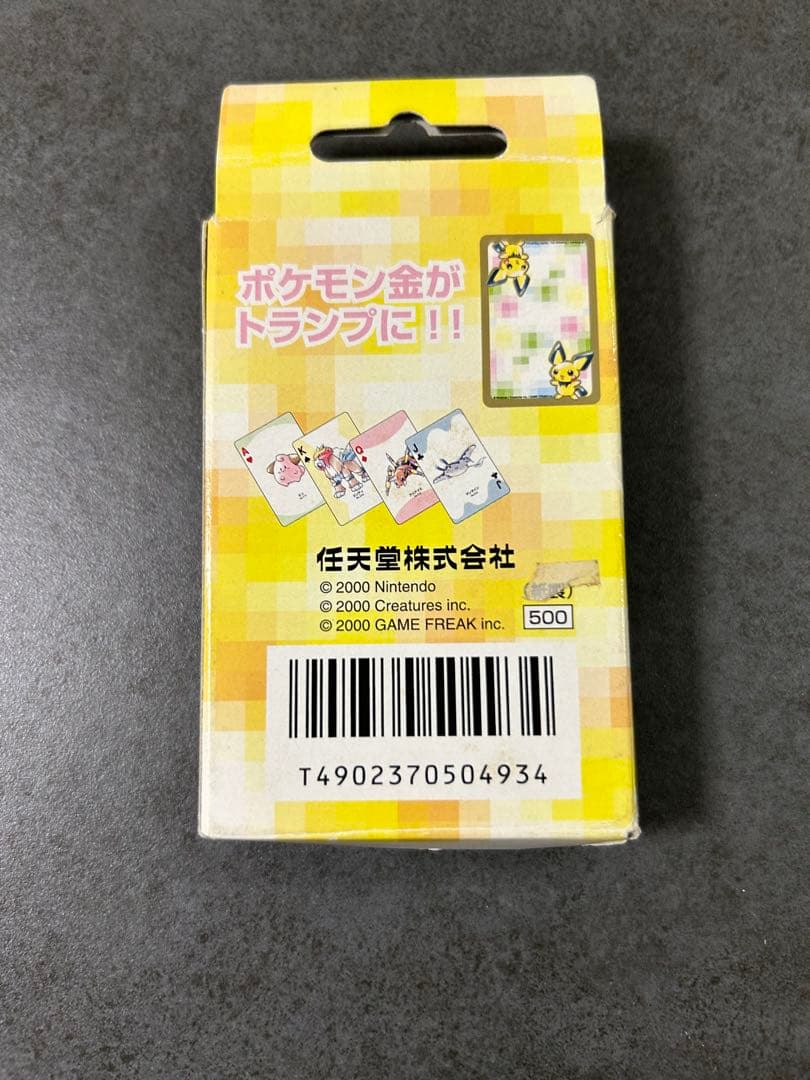 ポケモン金が
トランプに!!
A
K
Q
J
J
任天堂株式会社
© 2000 Nintendo
© 2000 Creatures inc.
© 2000 GAME FREAK inc.
500
T4902370504934